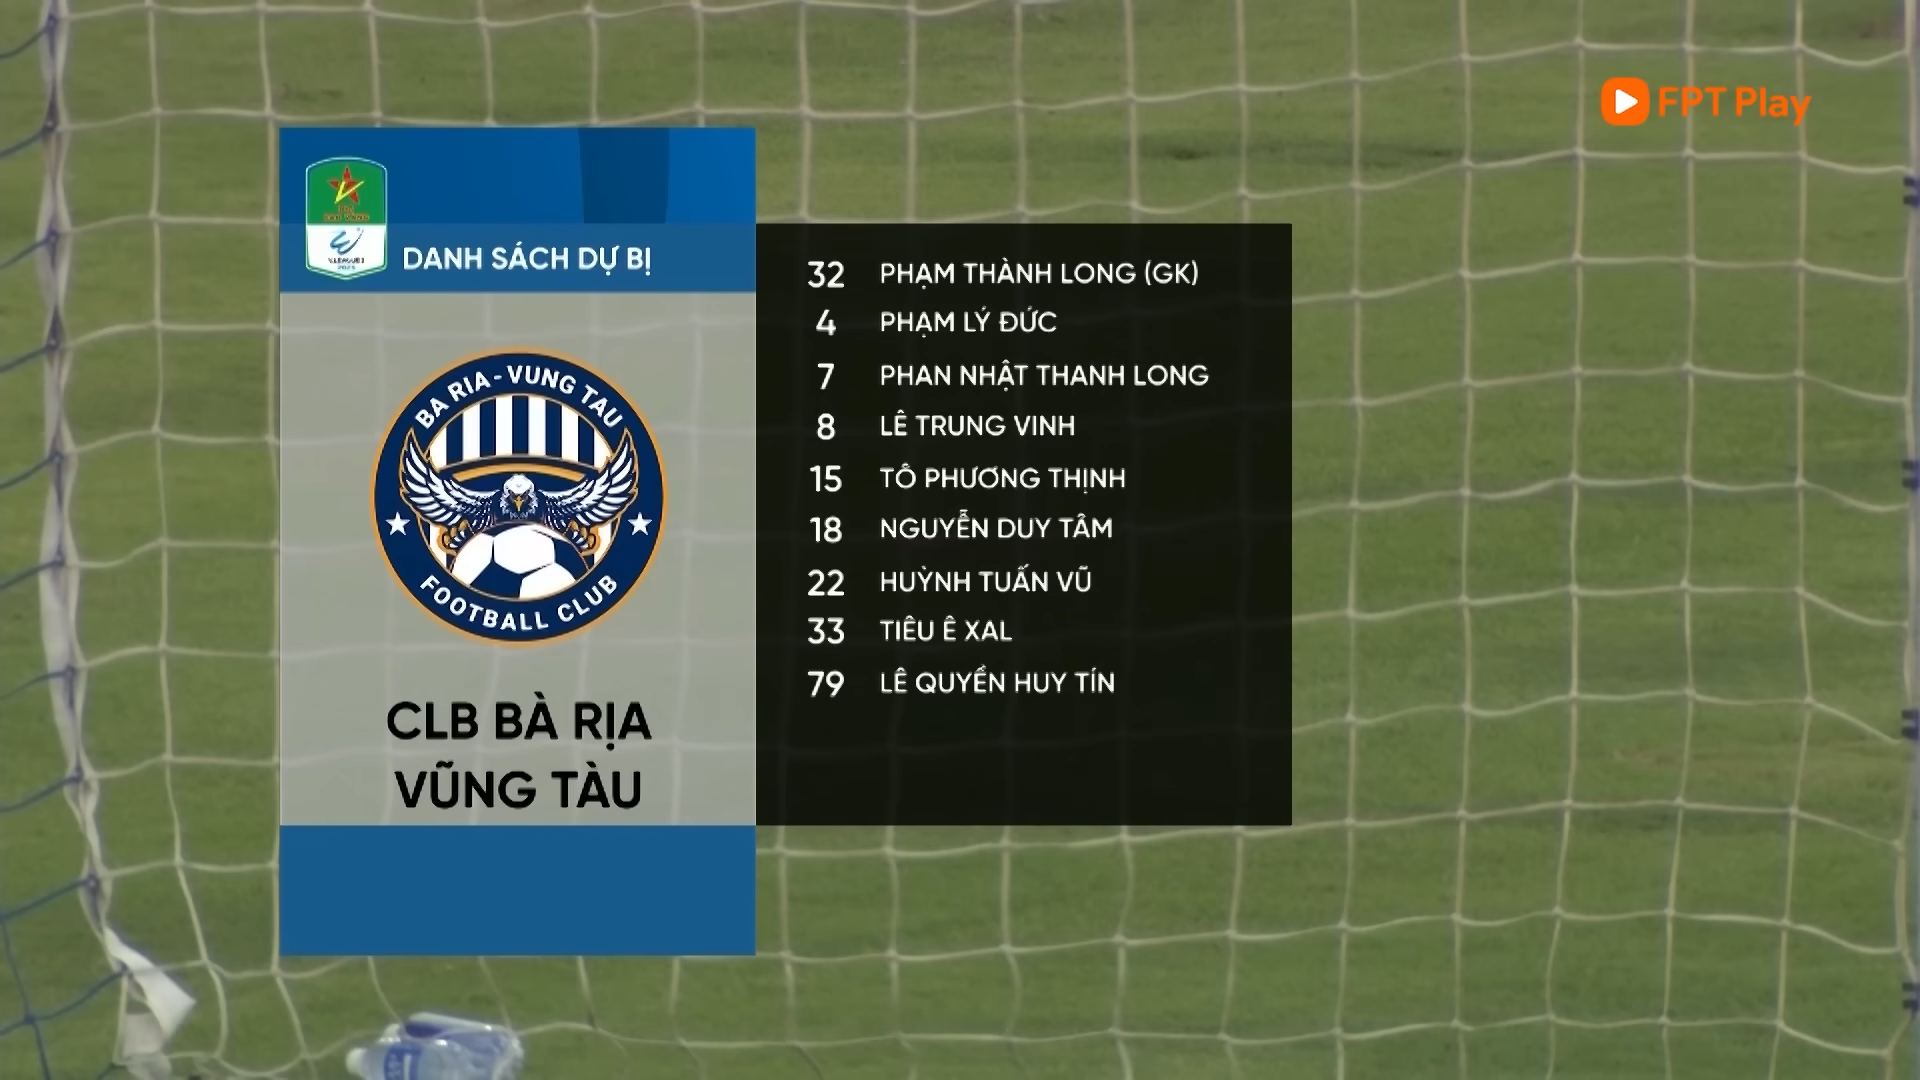 FPT Play
V.LEAGUE 2
DANH SÁCH DỰ BỊ
BA RIA - VUNG TAU
FOOTBALL CLUB
CLB BÀ RỊA
VŨNG TÀU
32 PHẠM THÀNH LONG (GK)
4 PHẠM LÝ ĐỨC
7 PHAN NHẬT THANH LONG
8 LÊ TRUNG VINH
15 TÔ PHƯƠNG THỊNH
18 NGUYỄN DUY TÂM
22 HUỲNH TUẤN VŨ
33 TIÊU Ê XAL
79 LÊ QUYỀN HUY TÍN